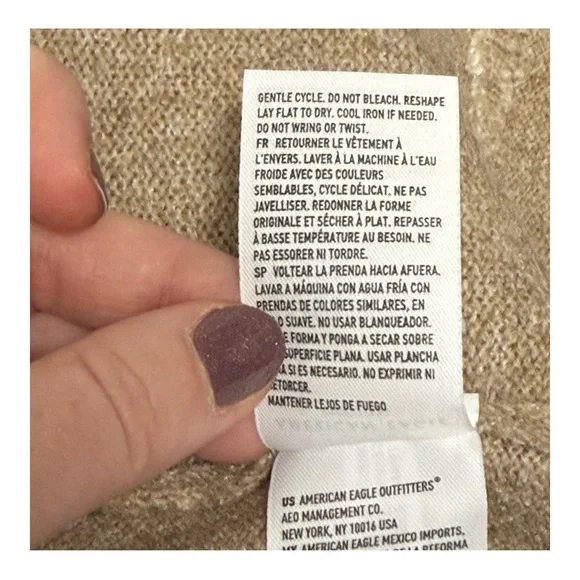 GENTLE CYCLE. DO NOT BLEACH. RESHAPE
LAY FLAT TO DRY. COOL IRON IF NEEDED.
DO NOT WRING OR TWIST.
FR RETOURNER LE VÊTEMENT À
L'ENVERS. LAVER À LA MACHINE À L'EAU
FROIDE AVEC DES COULEURS
SEMBLABLES, CYCLE DÉLICAT. NE PAS
JAVELLISER. REDONNER LA FORME
ORIGINALE ET SÉCHER À PLAT. REPASSER
À BASSE TEMPÉRATURE AU BESOIN. NE
PAS ESSORER NI TORDRE.
SP VOLTEAR LA PRENDA HACIA AFUERA.
LAVAR A MÁQUINA CON AGUA FRÍA CON
PRENDAS DE COLORES SIMILARES, EN
SUAVE. NO USAR BLANQUEADOR.
FORMA Y PONGA A SECAR SOBRE
SUPERFICIE PLANA. USAR PLANCHA
SI ES NECESARIO. NO EXPRIMIR NI
ETORCER.
MANTENER LEJOS DE FUEGO
US AMERICAN EAGLE OUTFITTERS®
AEO MANAGEMENT CO.
NEW YORK, NY 10016 USA
MX AMERICAN EAGLE MEXICO IMPORTS,
DE LA REFORMA